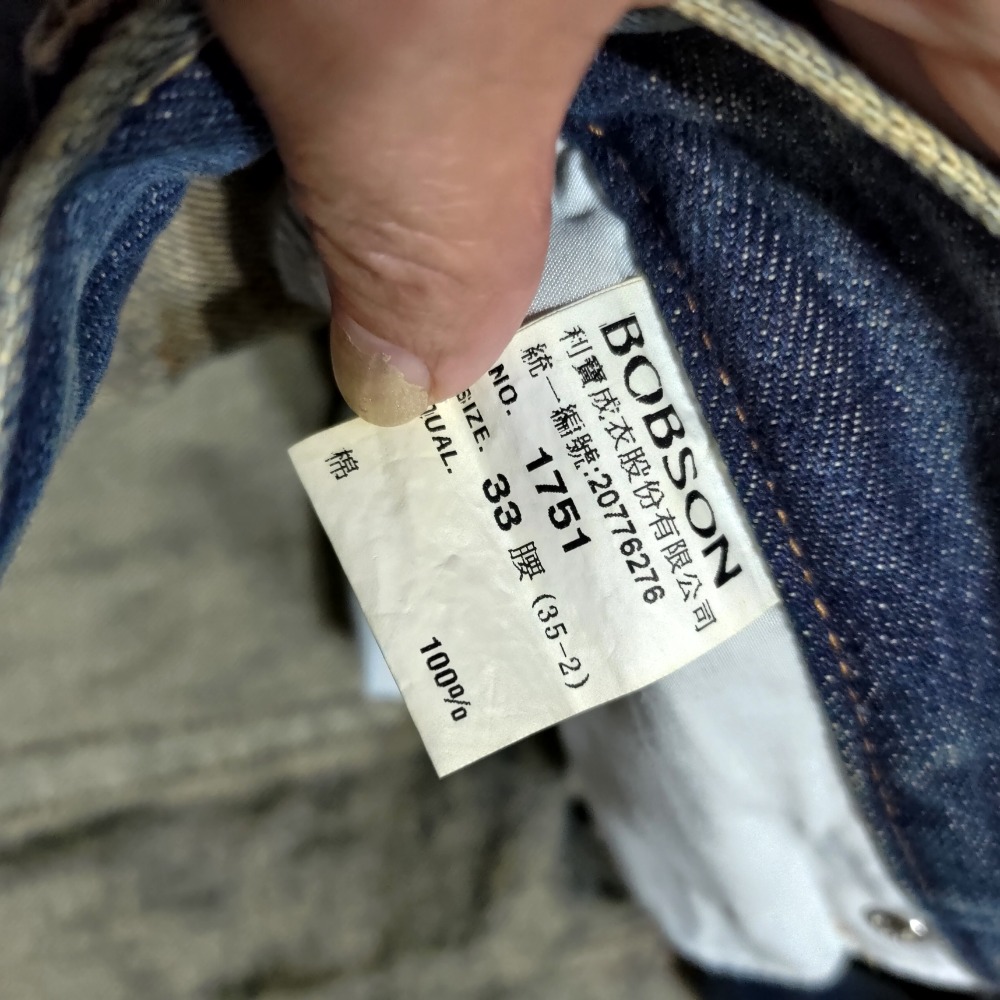 BOBSON
利寶成衣股份有限公司
統一編號:20776276
NO. 1751
SIZE. 33 腰 (35-2)
QUAL.
棉 100%